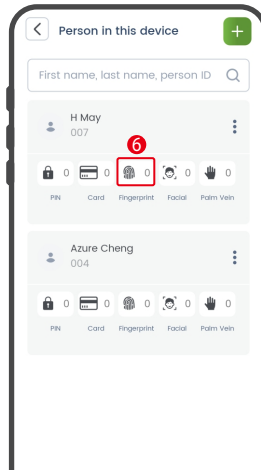 Person in this device
+
First name, last name, person ID
H May
007
6
0 0 0 0 0
PIN Card Fingerprint Facial Palm Vein
Azure Cheng
004
0 0 0 0 0
PIN Card Fingerprint Facial Palm Vein